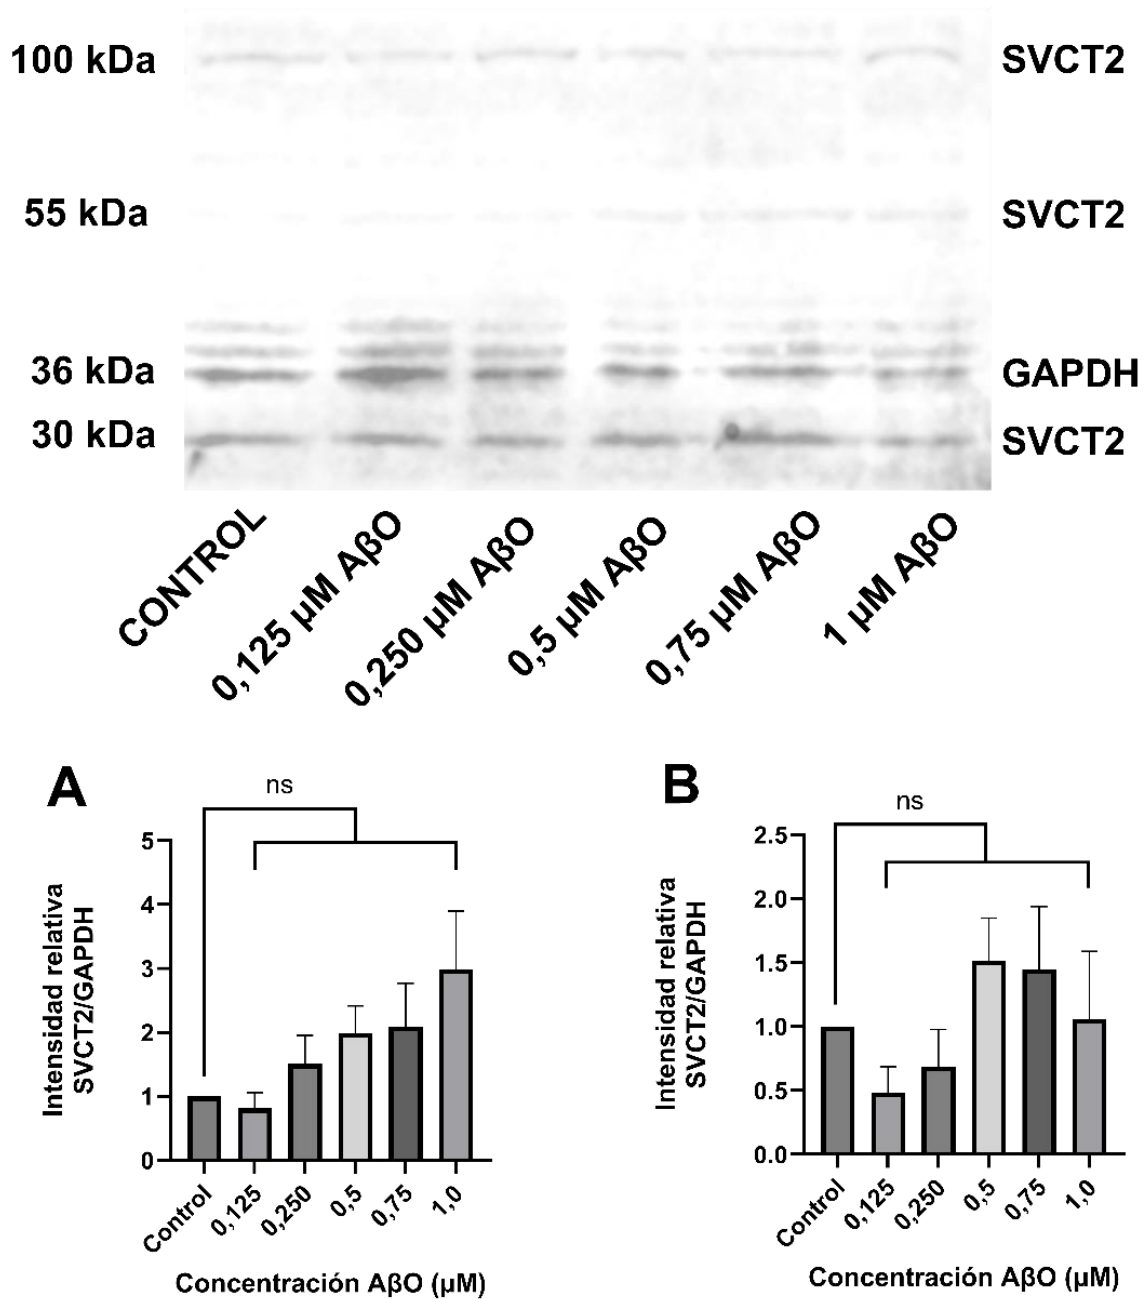 100 kDa SVCT2
55 kDa SVCT2
36 kDa GAPDH
30 kDa SVCT2
CONTROL
0,125 µM AβO
0,250 µM AβO
0,5 µM AβO
0,75 µM AβO
1 µM AβO
A
ns
5
4
3
2
1
0
Intensidad relativa
SVCT2/GAPDH
Control
0,125
0,250
0,5
0,75
1,0
Concentración AβO (µM)
B
ns
2.5
2.0
1.5
1.0
0.5
0.0
Intensidad relativa
SVCT2/GAPDH
Control
0,125
0,250
0,5
0,75
1,0
Concentración AβO (µM)